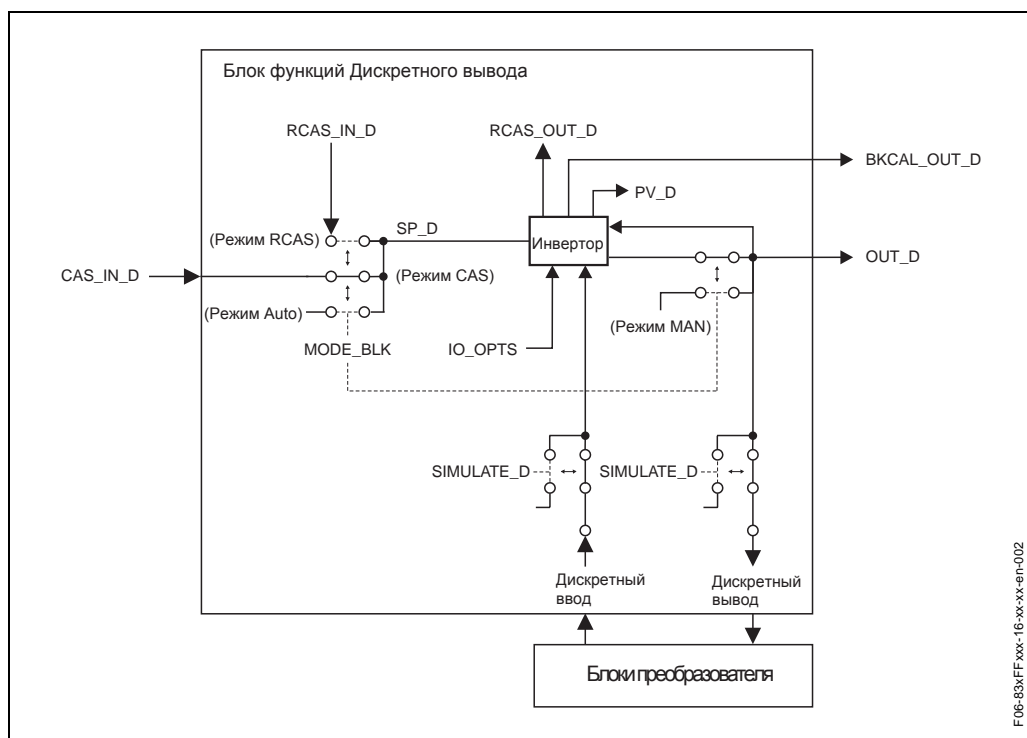 Блок функций Дискретного вывода
RCAS_IN_D
RCAS_OUT_D
BKCAL_OUT_D
PV_D
SP_D
(Режим RCAS)
Инвертор
OUT_D
CAS_IN_D
(Режим CAS)
(Режим Auto)
(Режим MAN)
MODE_BLK
IO_OPTS
SIMULATE_D
SIMULATE_D
Дискретный
ввод
Дискретный
вывод
Блоки преобразователя
F06-83xFFxxx-16-xx-xx-en-002